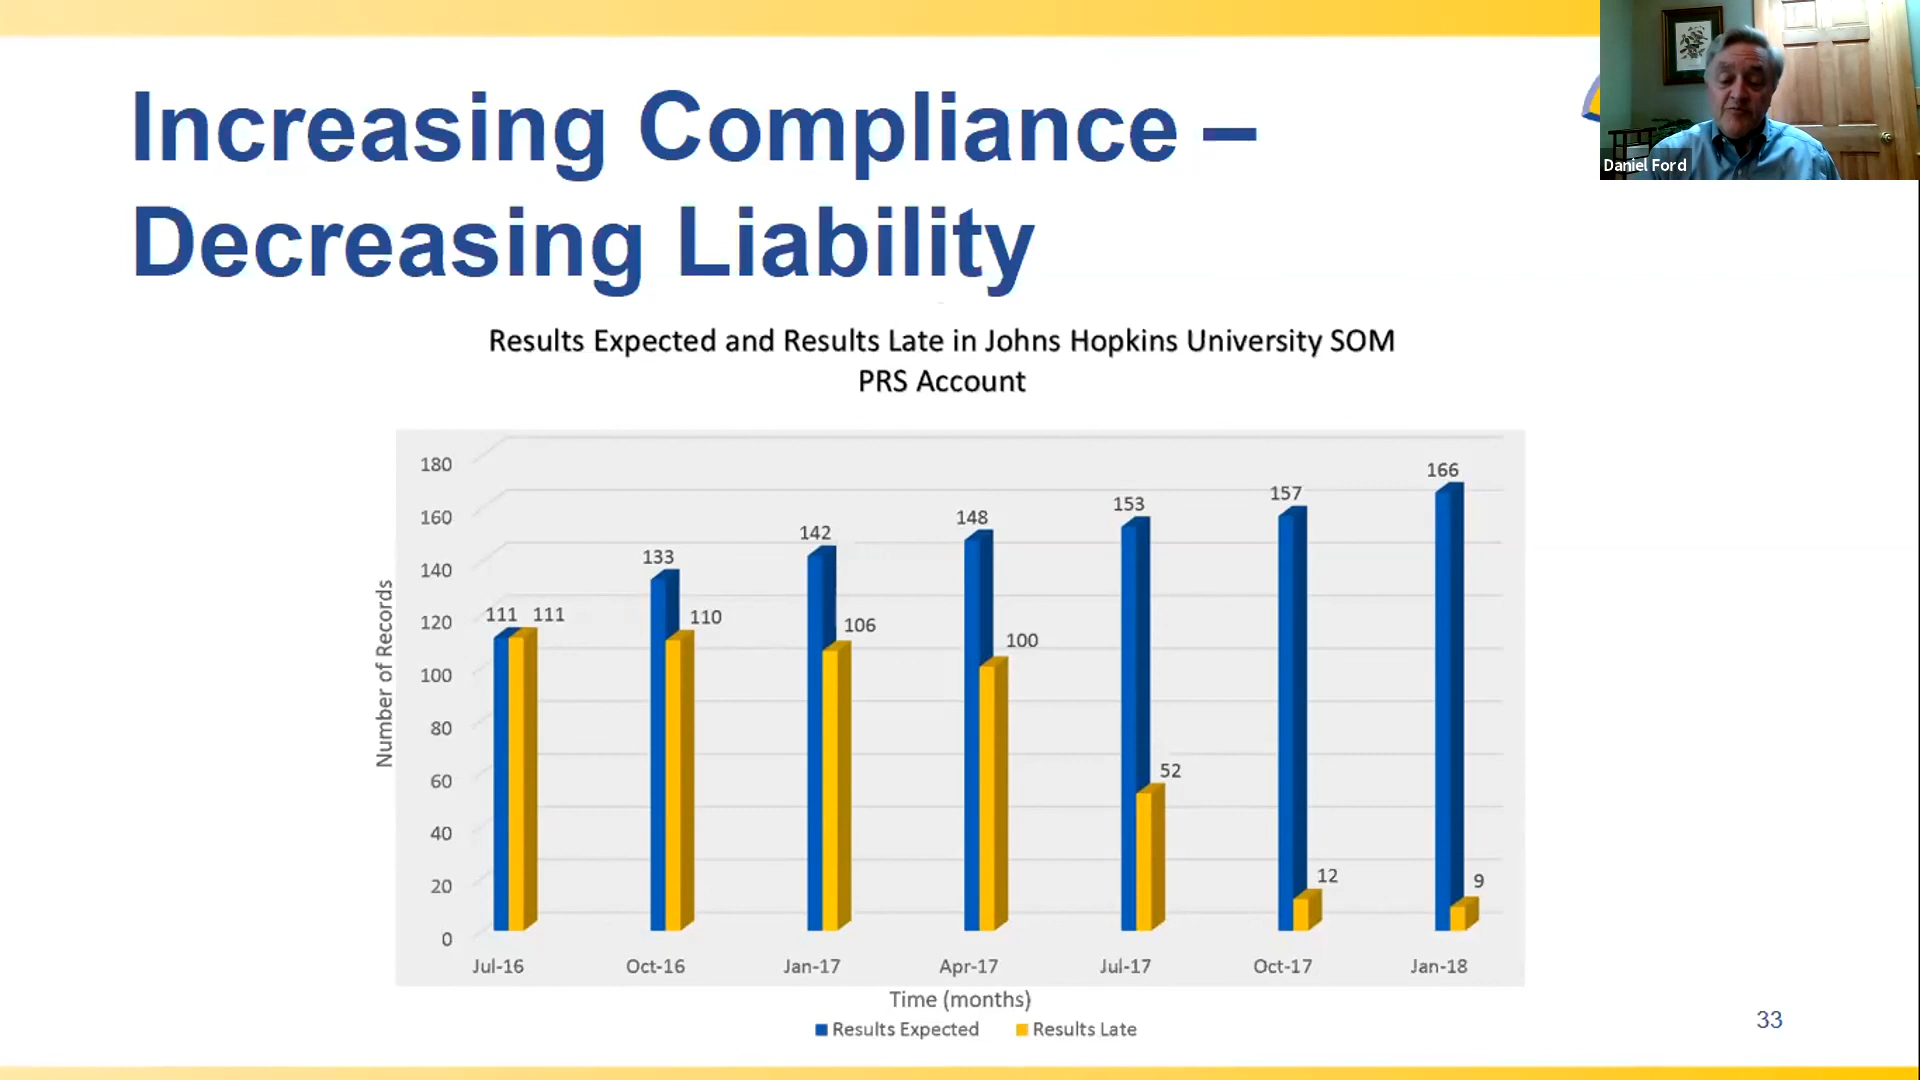 Increasing Compliance –
Decreasing Liability
Daniel Ford
Results Expected and Results Late in Johns Hopkins University SOM
PRS Account
Number of Records
180
160
140
120
100
80
60
40
20
0
111 111
133 110
142 106
148 100
153 52
157 12
166 9
Jul-16 Oct-16 Jan-17 Apr-17 Jul-17 Oct-17 Jan-18
Time (months)
Results Expected Results Late
33